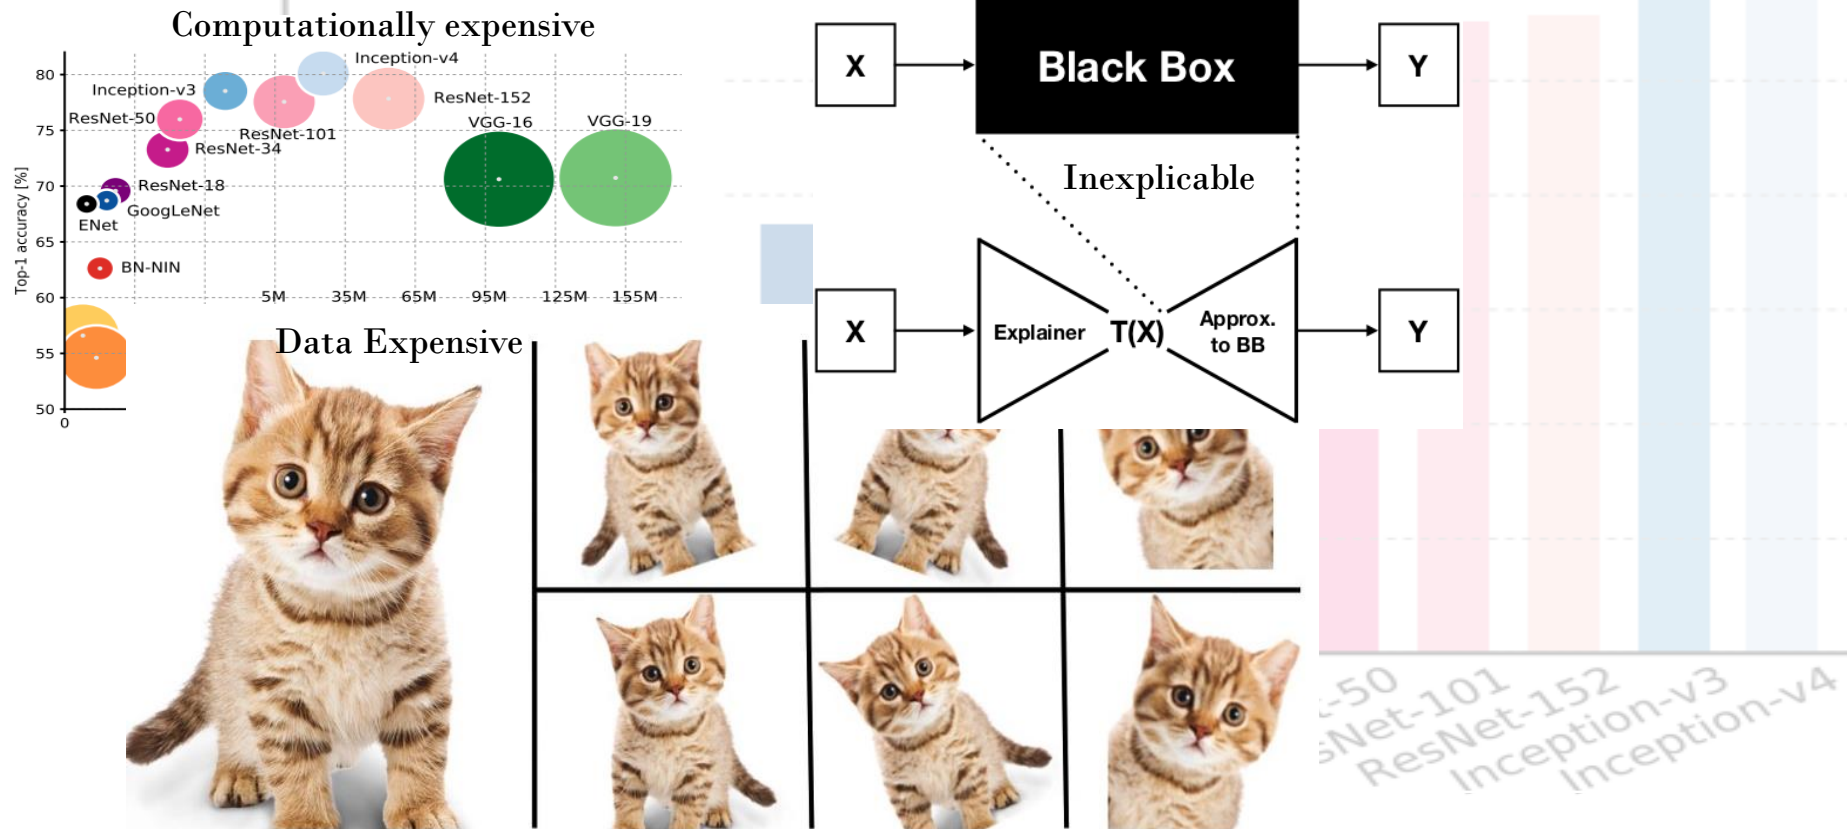 Computationally expensive
Top-1 accuracy [%]
80
75
70
65
60
55
50
0
Inception-v4
Inception-v3
ResNet-152
ResNet-50
ResNet-101
VGG-16
VGG-19
ResNet-34
ResNet-18
GoogLeNet
ENet
BN-NIN
5M
35M
65M
95M
125M
155M
Data Expensive
X
Black Box
Y
Inexplicable
X
Explainer
T(X)
Approx.
to BB
Y
-50
sNet-101
ResNet-152
Inception-v3
Inception-v4